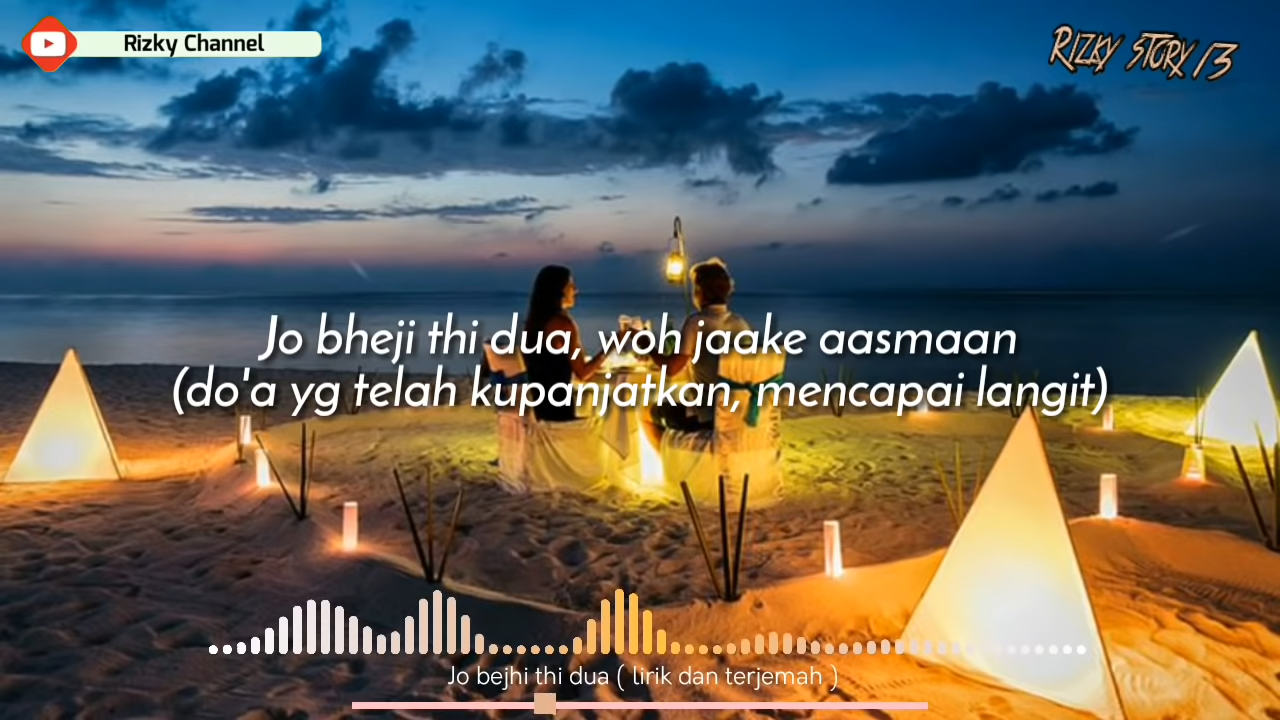 Rizky Channel
RIZKY STORY 13
Jo bheji thi dua, woh jaake aasmaan
(do'a yg telah kupanjatkan, mencapai langit)
Jo bejhi thi dua ( lirik dan terjemah )